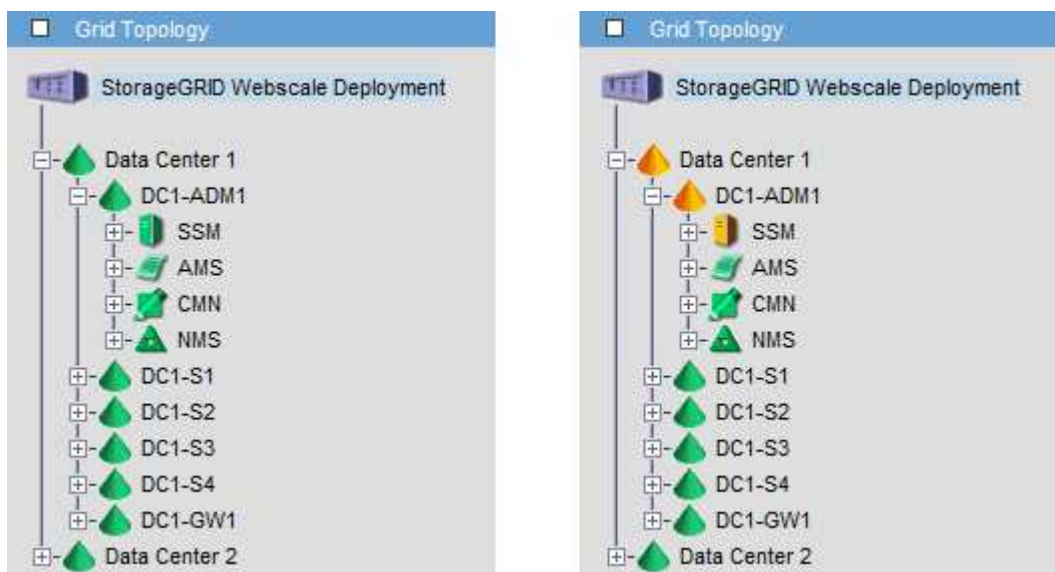 Grid Topology
StorageGRID Webscale Deployment
Data Center 1
DC1-ADM1
SSM
AMS
CMN
NMS
DC1-S1
DC1-S2
DC1-S3
DC1-S4
DC1-GW1
Data Center 2
Grid Topology
StorageGRID Webscale Deployment
Data Center 1
DC1-ADM1
SSM
AMS
CMN
NMS
DC1-S1
DC1-S2
DC1-S3
DC1-S4
DC1-GW1
Data Center 2